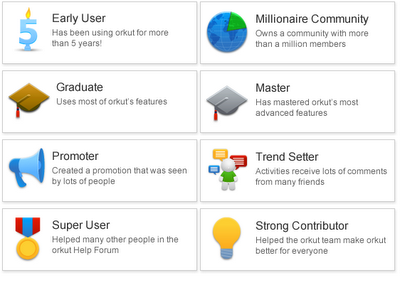 Early User
Has been using orkut for more
than 5 years!
Millionaire Community
Owns a community with more
than a million members
Graduate
Uses most of orkut's features
Master
Has mastered orkut's most
advanced features
Promoter
Created a promotion that was seen
by lots of people
Trend Setter
Activities receive lots of comments
from many friends
Super User
Helped many other people in the
orkut Help Forum
Strong Contributor
Helped the orkut team make orkut
better for everyone